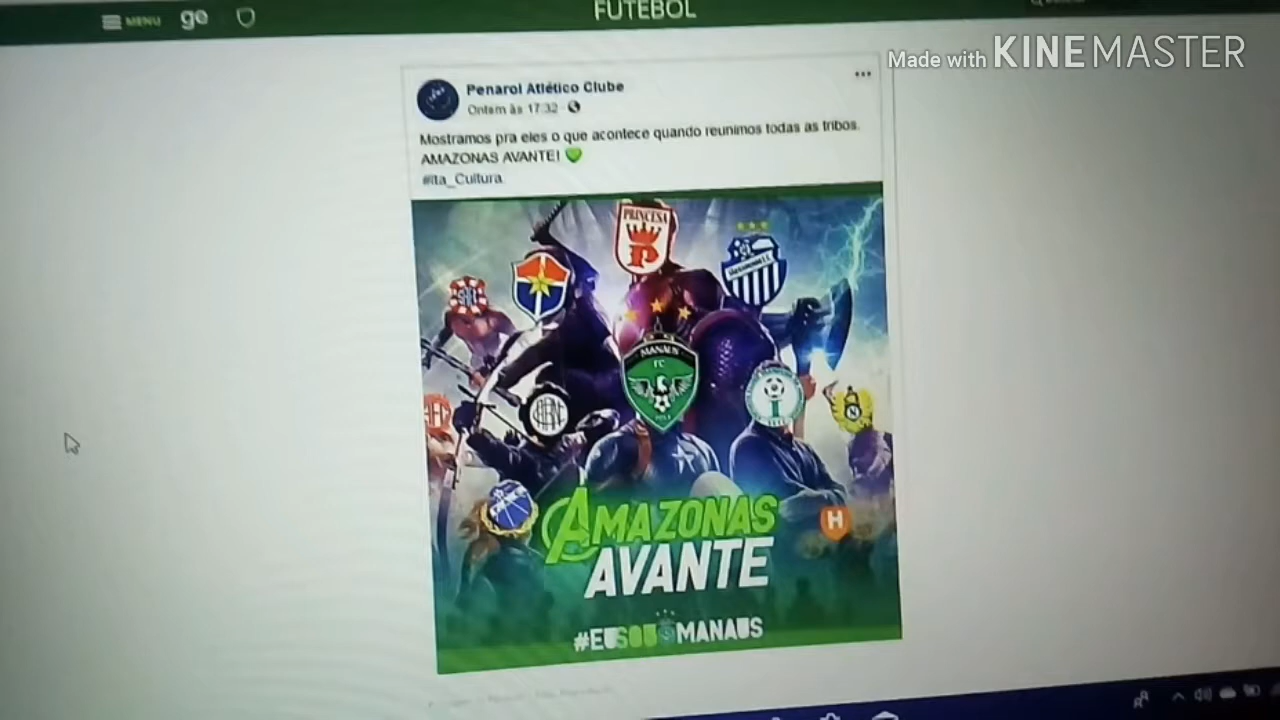 MENU ge
FUTEBOL
Made with KINEMASTER
Penarol Atlético Clube
Ontem às 17:32
Mostramos pra eles o que acontece quando reunimos todas as tribos.
AMAZONAS AVANTE!
#ita_Cultura
PRINCESA
P
MANAUS
FC
N
H
AMAZONAS
AVANTE
#EUSOUMANAUS